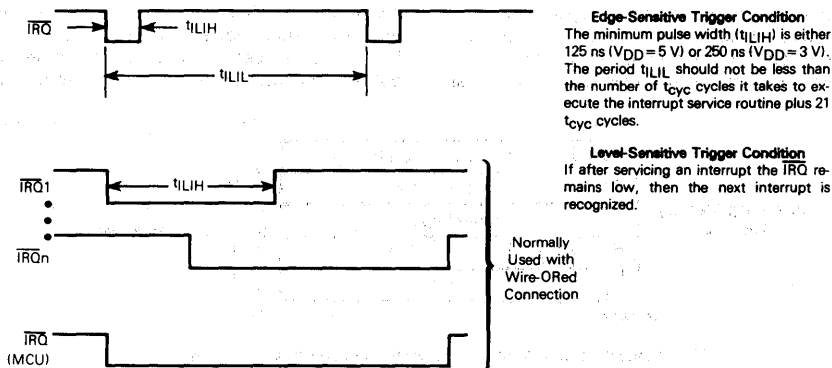 IRQ
tILIH
tILIL
Edge-Sensitive Trigger Condition
The minimum pulse width (tILIH) is either
125 ns (VDD=5 V) or 250 ns (VDD=3 V).
The period tILIL should not be less than
the number of tcyc cycles it takes to ex-
ecute the interrupt service routine plus 21
tcyc cycles.
Level-Sensitive Trigger Condition
If after servicing an interrupt the IRQ re-
mains low, then the next interrupt is
recognized.
IRQ1
tILIH
IRQn
IRQ
(MCU)
Normally
Used with
Wire-ORed
Connection